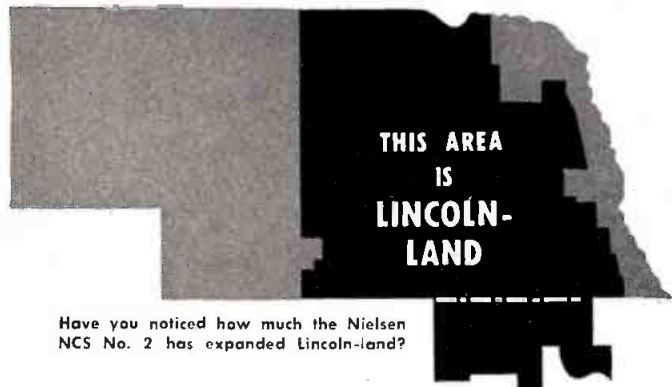 THIS AREA
IS
LINCOLN-
LAND
Have you noticed how much the Nielsen
NCS No. 2 has expanded Lincoln-land?